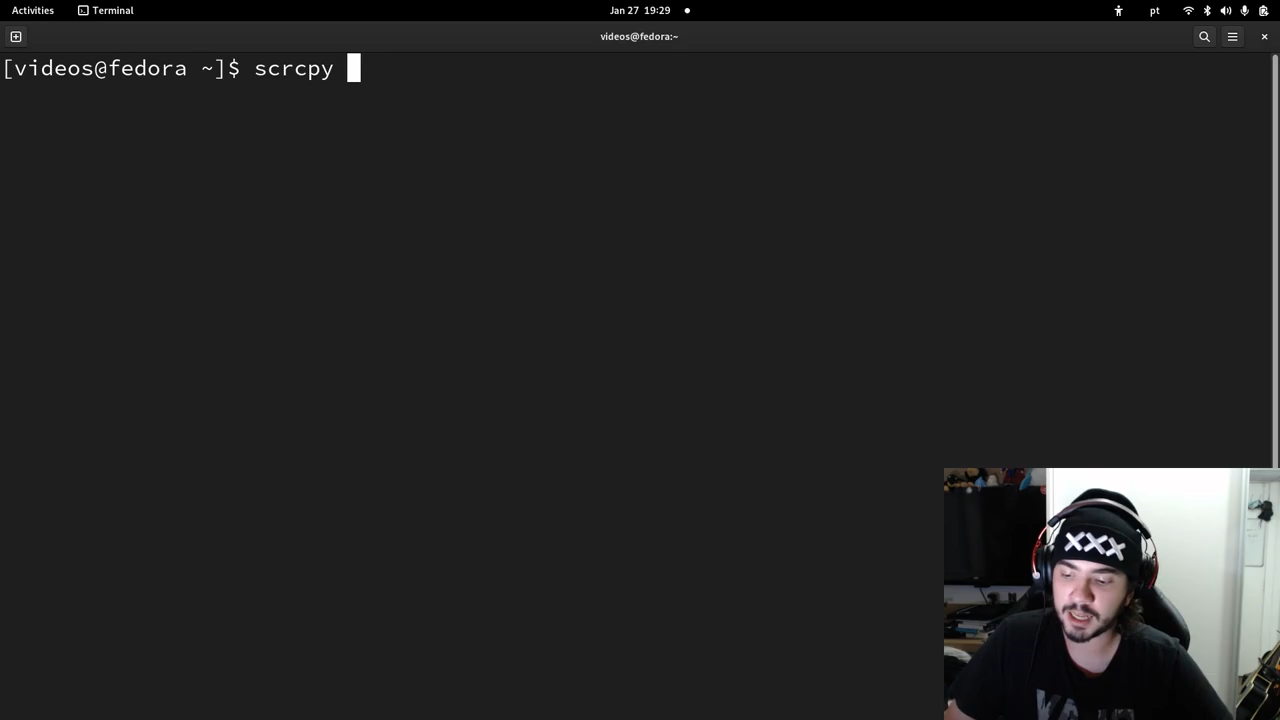 Activities
Terminal
Jan 27 19:29
pt
videos@fedora:~
[videos@fedora ~]$ scrcpy
XXX